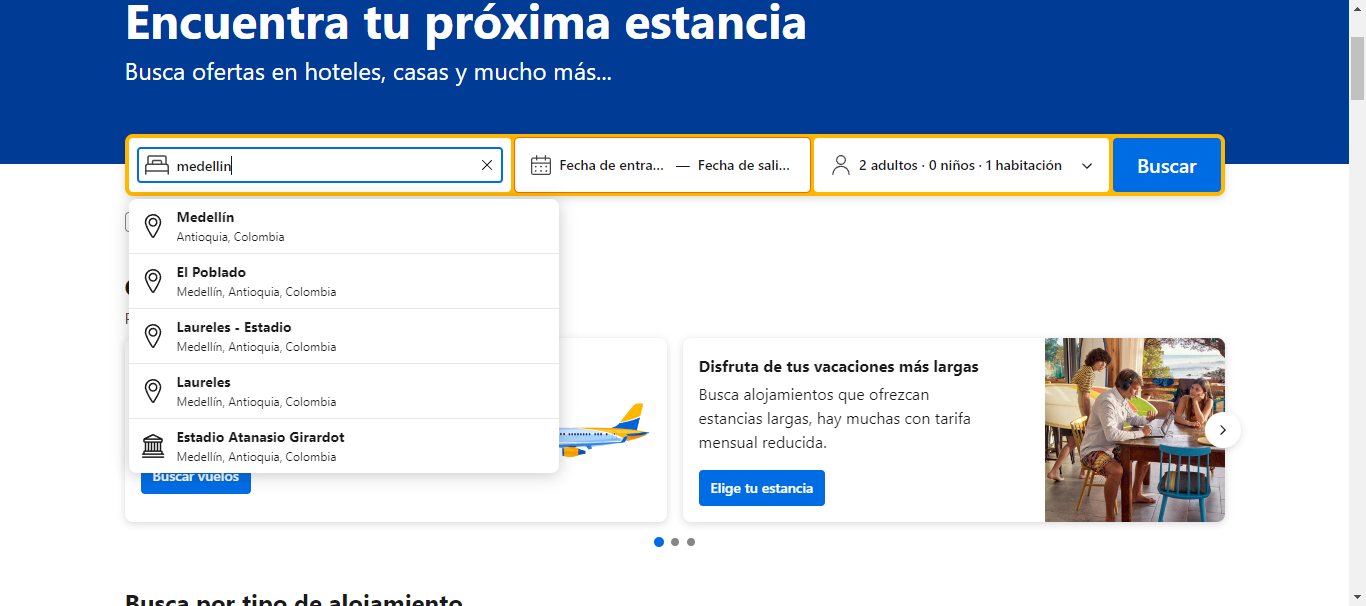 Encuentra tu próxima estancia
Busca ofertas en hoteles, casas y mucho más...
medellin
Fecha de entra... — Fecha de sali...
2 adultos · 0 niños · 1 habitación
Buscar
Medellín
Antioquia, Colombia
El Poblado
Medellín, Antioquia, Colombia
Laureles - Estadio
Medellín, Antioquia, Colombia
Laureles
Medellín, Antioquia, Colombia
Estadio Atanasio Girardot
Medellín, Antioquia, Colombia
Buscar vuelos
Disfruta de tus vacaciones más largas
Busca alojamientos que ofrezcan
estancias largas, hay muchas con tarifa
mensual reducida.
Elige tu estancia
Busca por tipo de alojamiento